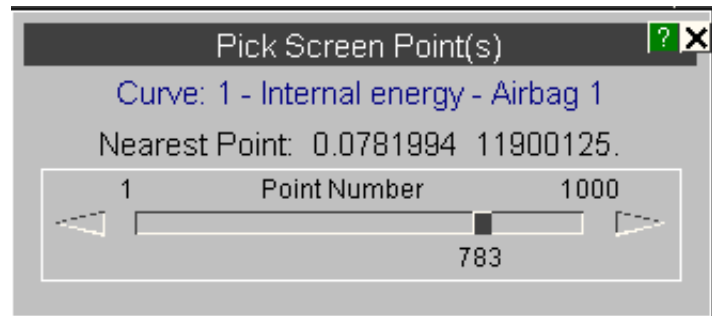 Pick Screen Point(s) ? X
Curve: 1 - Internal energy - Airbag 1
Nearest Point: 0.0781994 11900125.
1 Point Number 1000
783